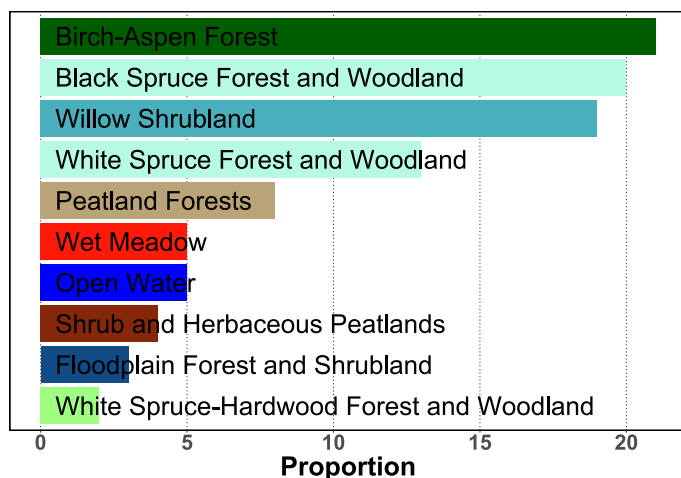 Birch-Aspen Forest
Black Spruce Forest and Woodland
Willow Shrubland
White Spruce Forest and Woodland
Peatland Forests
Wet Meadow
Open Water
Shrub and Herbaceous Peatlands
Floodplain Forest and Shrubland
White Spruce-Hardwood Forest and Woodland
0 5 10 15 20
Proportion